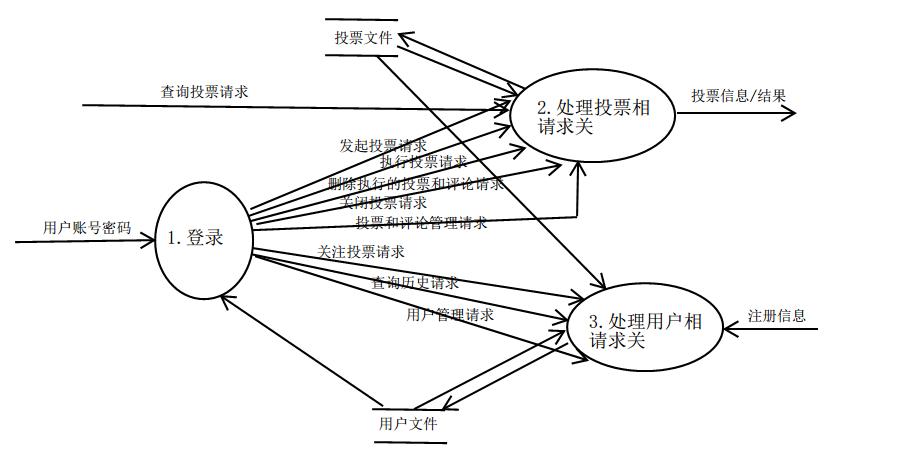 投票文件
查询投票请求
2.处理投票相
请求关
投票信息/结果
发起投票请求
执行投票请求
删除执行的投票和评论请求
关闭投票请求
投票和评论管理请求
用户账号密码
1.登录
关注投票请求
查询历史请求
用户管理请求
3.处理用户相
请求关
注册信息
用户文件